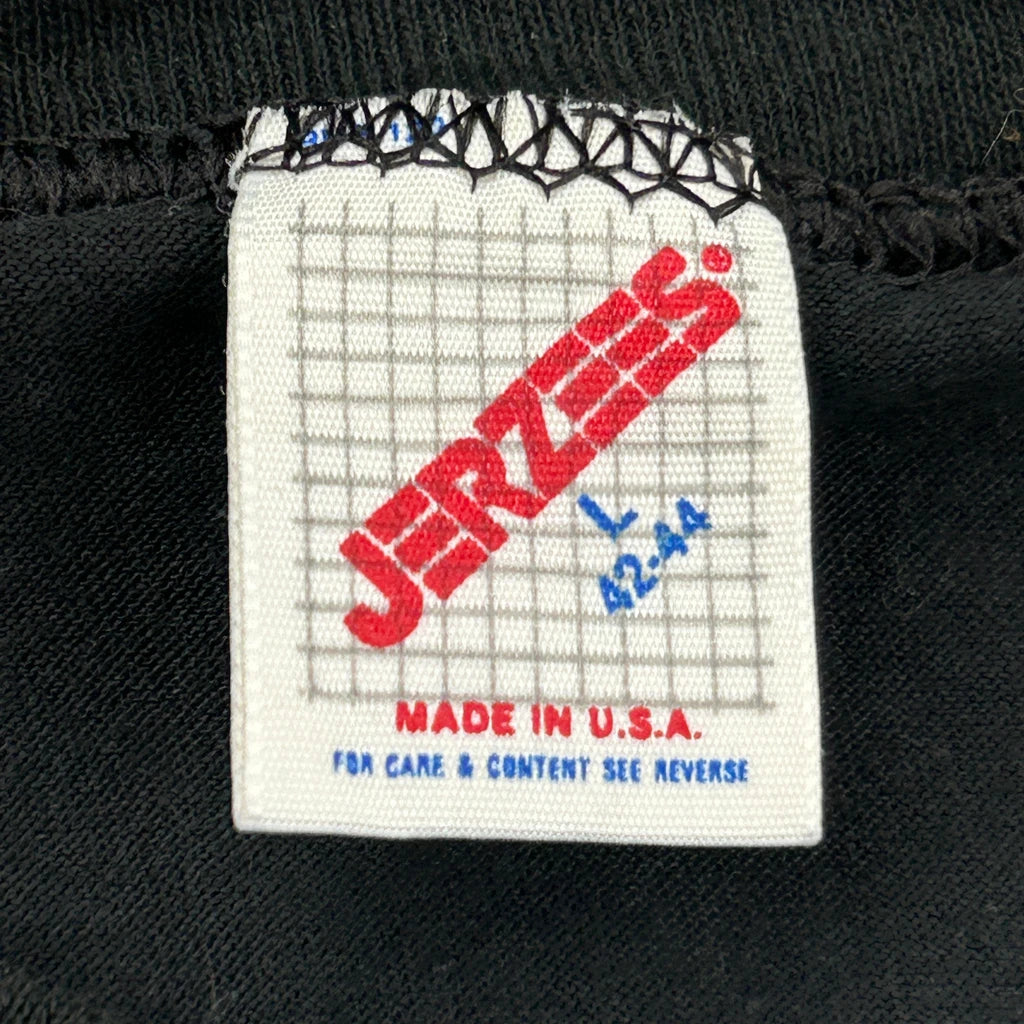 JERZEES.
L
42-44
MADE IN U.S.A.
FOR CARE & CONTENT SEE REVERSE